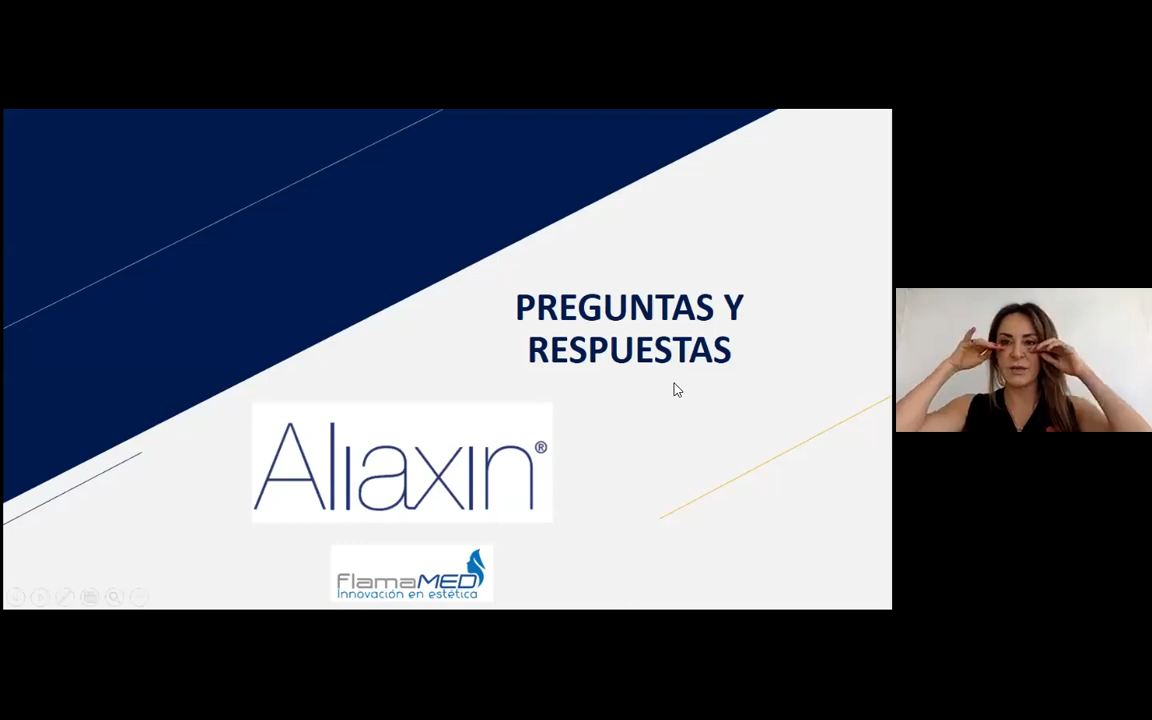 PREGUNTAS Y
RESPUESTAS
Aliaxin®
FlamaMED
Innovación en estética